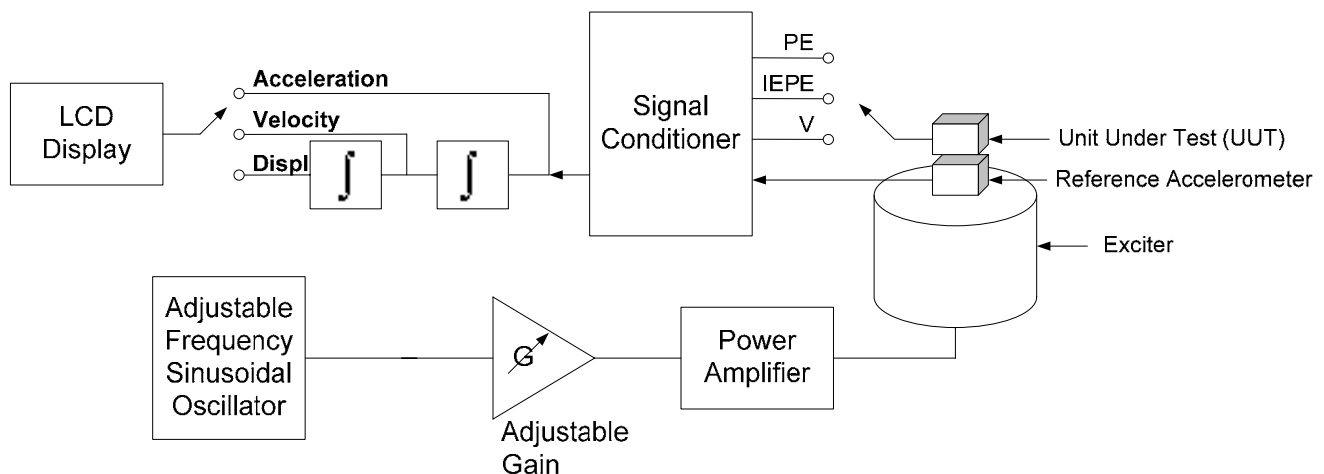 LCD
Display
Acceleration
Velocity
Displ
∫
∫
Signal
Conditioner
PE
IEPE
V
Unit Under Test (UUT)
Reference Accelerometer
Exciter
Adjustable
Frequency
Sinusoidal
Oscillator
G
Adjustable
Gain
Power
Amplifier